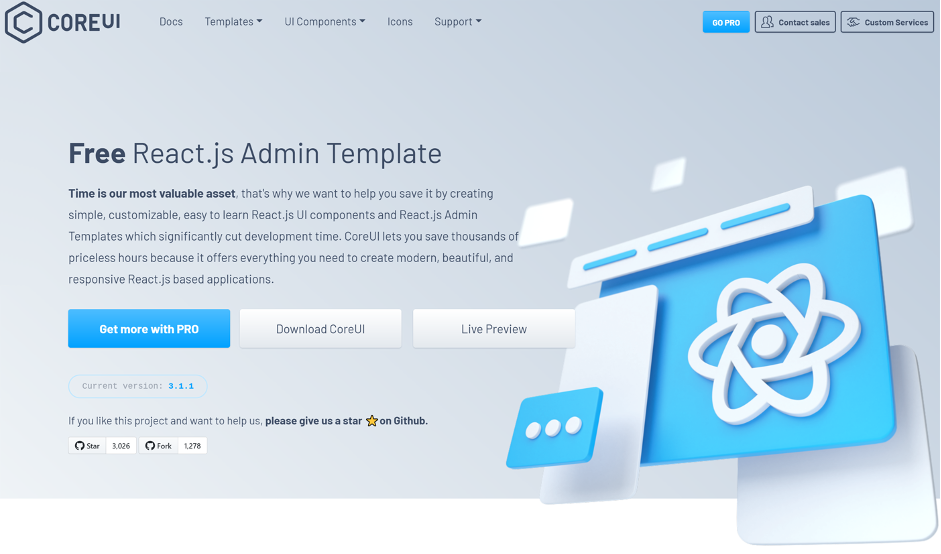 COREUI
Docs
Templates
UI Components
Icons
Support
GO PRO
Contact sales
Custom Services
Free React.js Admin Template
Time is our most valuable asset, that's why we want to help you save it by creating
simple, customizable, easy to learn React.js UI components and React.js Admin
Templates which significantly cut development time. CoreUI lets you save thousands of
priceless hours because it offers everything you need to create modern, beautiful, and
responsive React.js based applications.
Get more with PRO
Download CoreUI
Live Preview
Current version: 3.1.1
If you like this project and want to help us, please give us a star ⭐ on Github.
Star 3,026 Fork 1,278